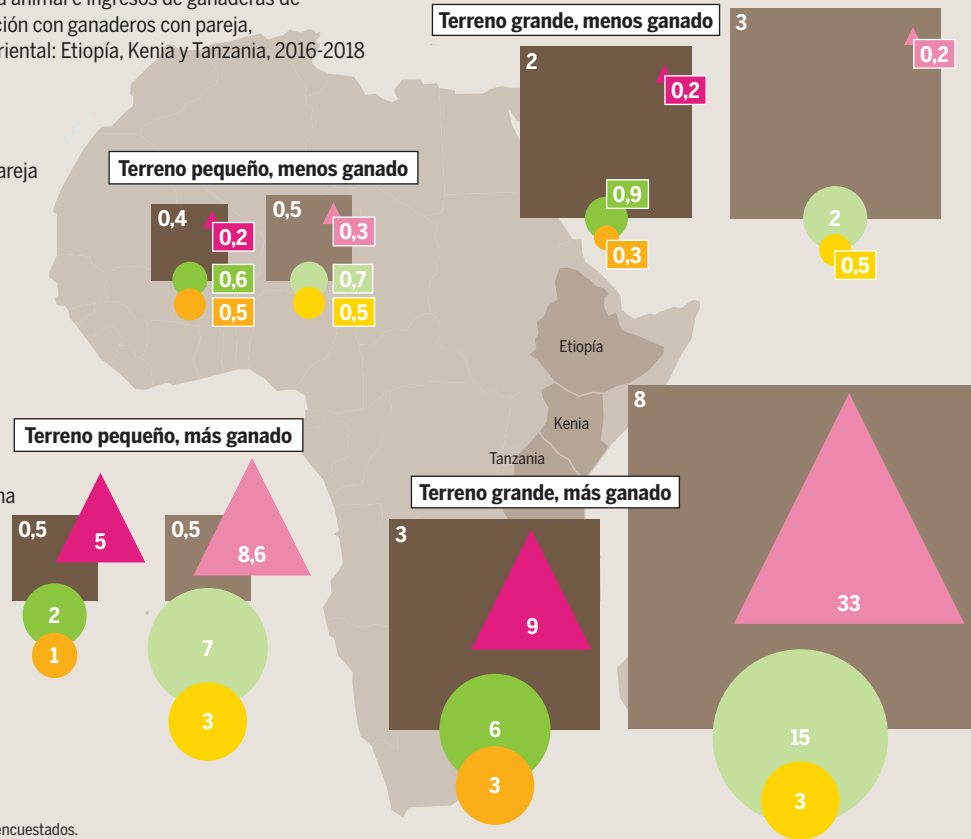 a animal e ingresos de ganaderas de
ción con ganaderos con pareja,
riental: Etiopía, Kenia y Tanzania, 2016-2018
areja
Terreno pequeño, menos ganado
0,4
0,2
0,6
0,5
0,5
0,3
0,7
0,5
Terreno grande, menos ganado
2
0,2
0,9
0,3
3
0,2
2
0,5
Etiopía
Kenia
Tanzania
na
Terreno pequeño, más ganado
0,5
5
2
1
0,5
8,6
7
3
Terreno grande, más ganado
3
9
6
3
8
33
15
3
encuestados.